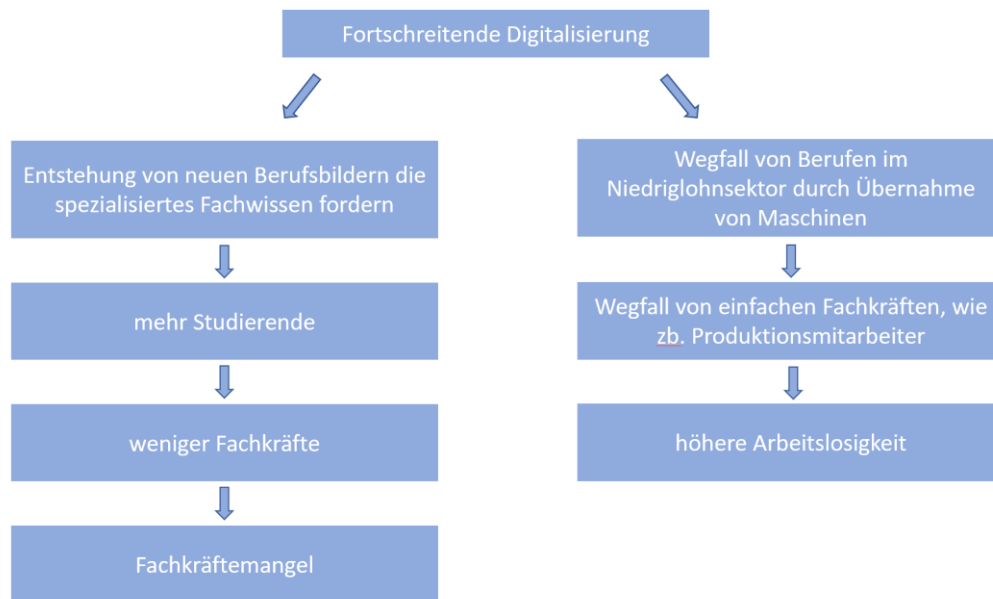 Fortschreitende Digitalisierung
Entstehung von neuen Berufsbildern die
spezialisiertes Fachwissen fordern
mehr Studierende
weniger Fachkräfte
Fachkräftemangel
Wegfall von Berufen im
Niedriglohnsektor durch Übernahme
von Maschinen
Wegfall von einfachen Fachkräften, wie
zb. Produktionsmitarbeiter
höhere Arbeitslosigkeit